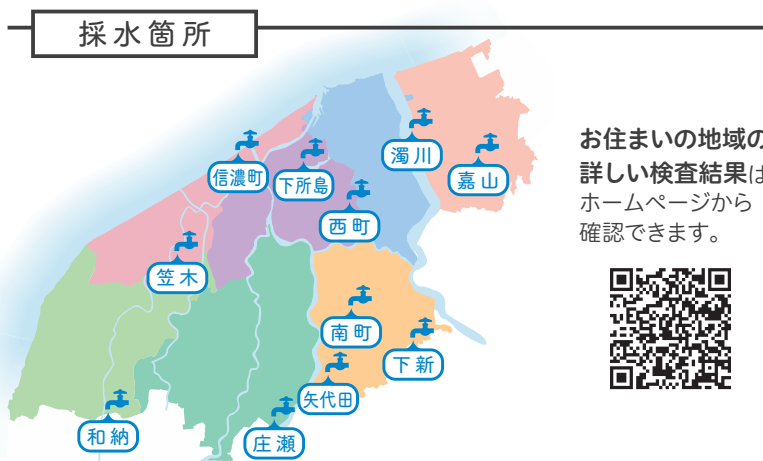 採水箇所
お住まいの地域の
詳しい検査結果は
ホームページから
確認できます。
濁川
嘉山
信濃町
下所島
西町
笠木
南町
下新
矢代田
和納
庄瀬